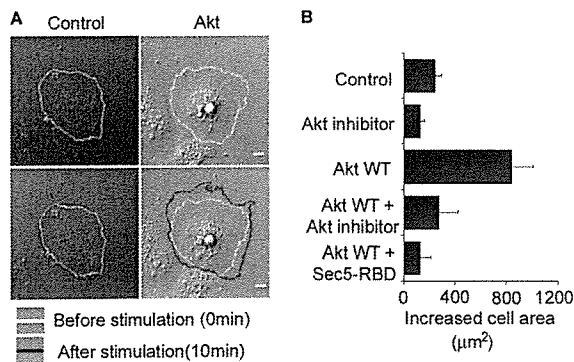 A
Control
Akt
Before stimulation (0min)
After stimulation(10min)
B
Control
Akt inhibitor
Akt WT
Akt WT +
Akt inhibitor
Akt WT +
Sec5-RBD
0
400
800
1200
Increased cell area
(μm²)